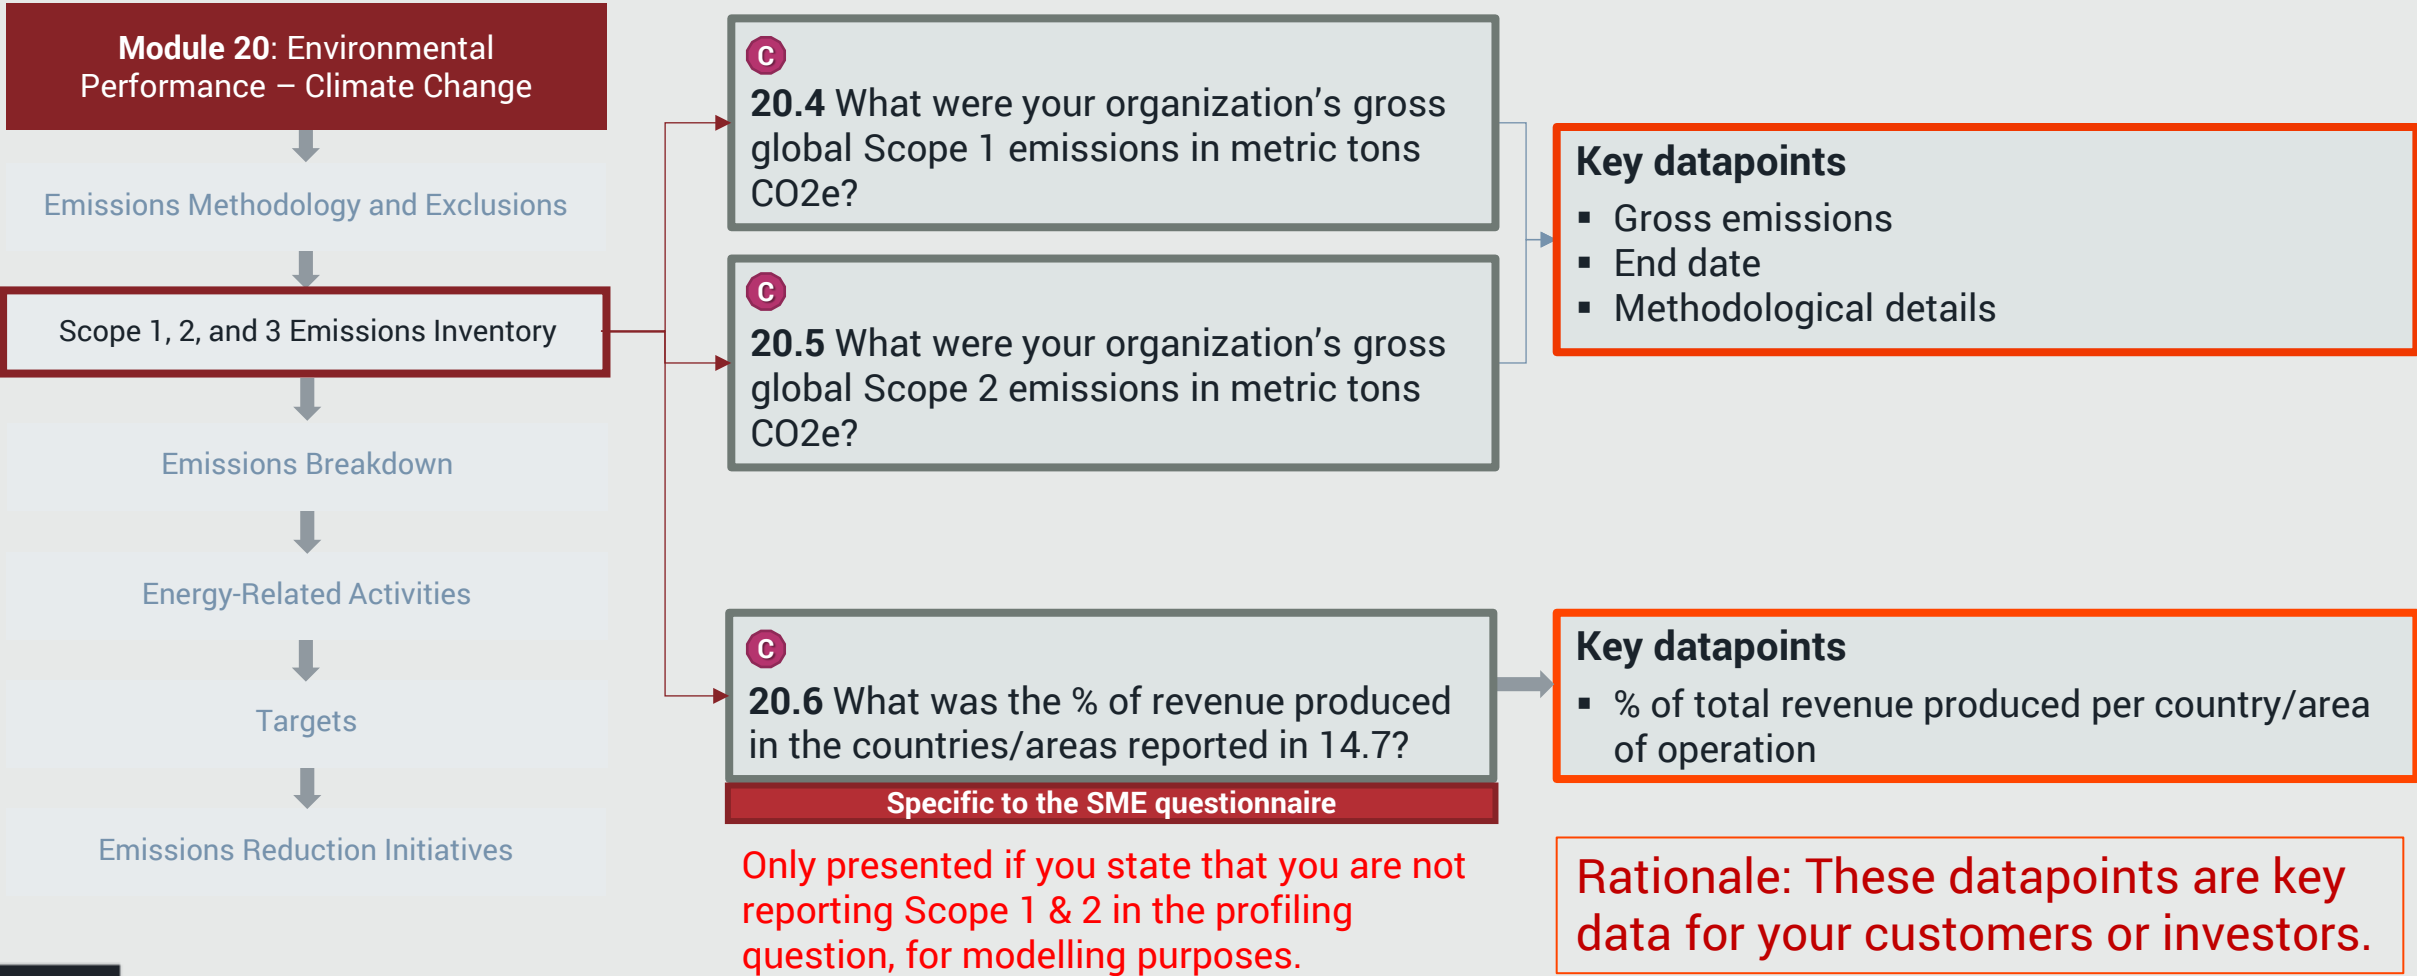 Module 20: Environmental
Performance – Climate Change
Emissions Methodology and Exclusions
Scope 1, 2, and 3 Emissions Inventory
Emissions Breakdown
Energy-Related Activities
Targets
Emissions Reduction Initiatives
C
20.4 What were your organization’s gross
global Scope 1 emissions in metric tons
CO2e?
C
20.5 What were your organization’s gross
global Scope 2 emissions in metric tons
CO2e?
Key datapoints
▪ Gross emissions
▪ End date
▪ Methodological details
C
20.6 What was the % of revenue produced
in the countries/areas reported in 14.7?
Specific to the SME questionnaire
Only presented if you state that you are not
reporting Scope 1 & 2 in the profiling
question, for modelling purposes.
Key datapoints
▪ % of total revenue produced per country/area
of operation
Rationale: These datapoints are key
data for your customers or investors.